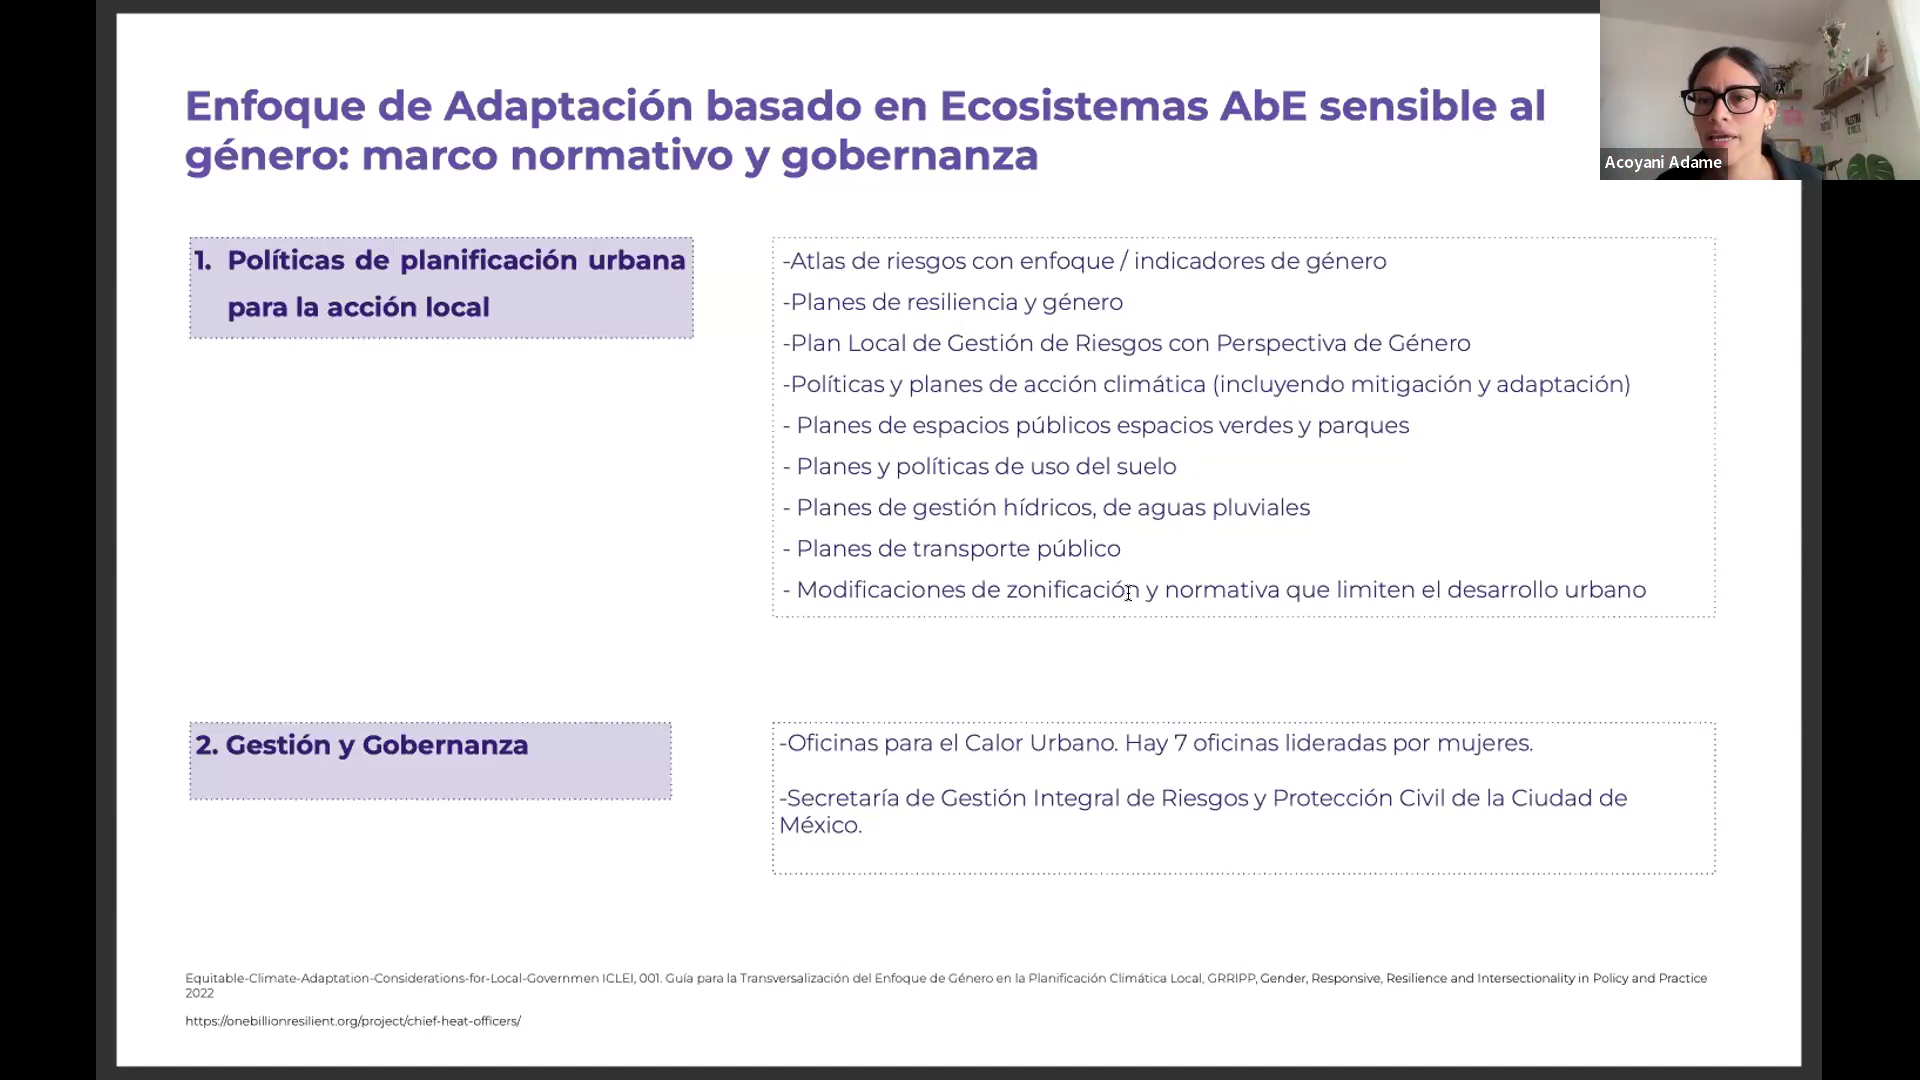 Enfoque de Adaptación basado en Ecosistemas AbE sensible al
género: marco normativo y gobernanza
Acoyani Adame
1. Políticas de planificación urbana
para la acción local
-Atlas de riesgos con enfoque / indicadores de género
-Planes de resiliencia y género
-Plan Local de Gestión de Riesgos con Perspectiva de Género
-Políticas y planes de acción climática (incluyendo mitigación y adaptación)
- Planes de espacios públicos espacios verdes y parques
- Planes y políticas de uso del suelo
- Planes de gestión hídricos, de aguas pluviales
- Planes de transporte público
- Modificaciones de zonificación y normativa que limiten el desarrollo urbano
2. Gestión y Gobernanza
-Oficinas para el Calor Urbano. Hay 7 oficinas lideradas por mujeres.
-Secretaría de Gestión Integral de Riesgos y Protección Civil de la Ciudad de
México.
Equitable-Climate-Adaptation-Considerations-for-Local-Governmen ICLEI, 001. Guía para la Transversalización del Enfoque de Género en la Planificación Climática Local, GRRIPP, Gender, Responsive, Resilience and Intersectionality in Policy and Practice
2022
https://onebillionresilient.org/project/chief-heat-officers/